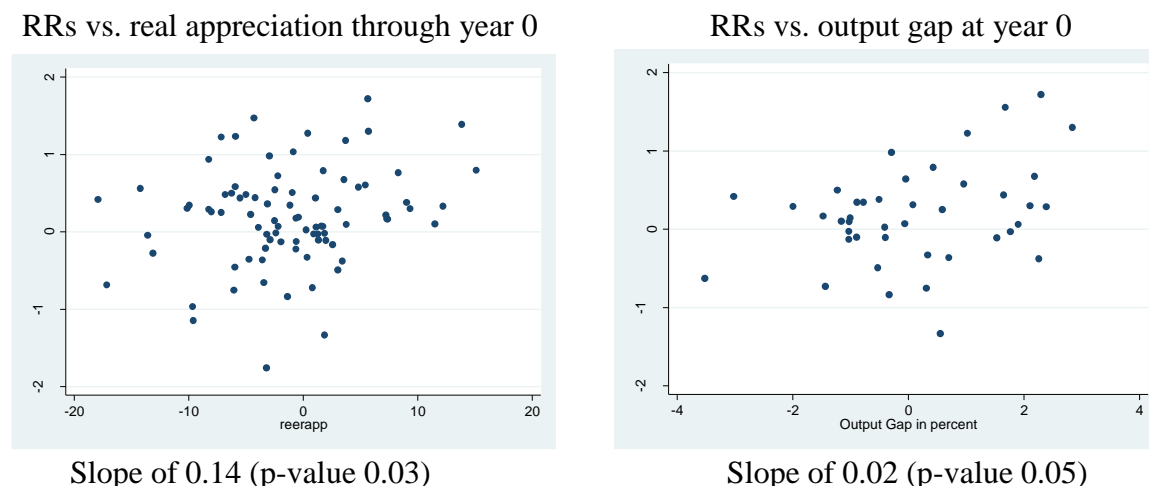 RRs vs. real appreciation through year 0
2
1
0
-1
-2
-20 -10 0 10 20
reerapp
Slope of 0.14 (p-value 0.03)
RRs vs. output gap at year 0
2
1
0
-1
-2
-4 -2 0 2 4
Output Gap in percent
Slope of 0.02 (p-value 0.05)